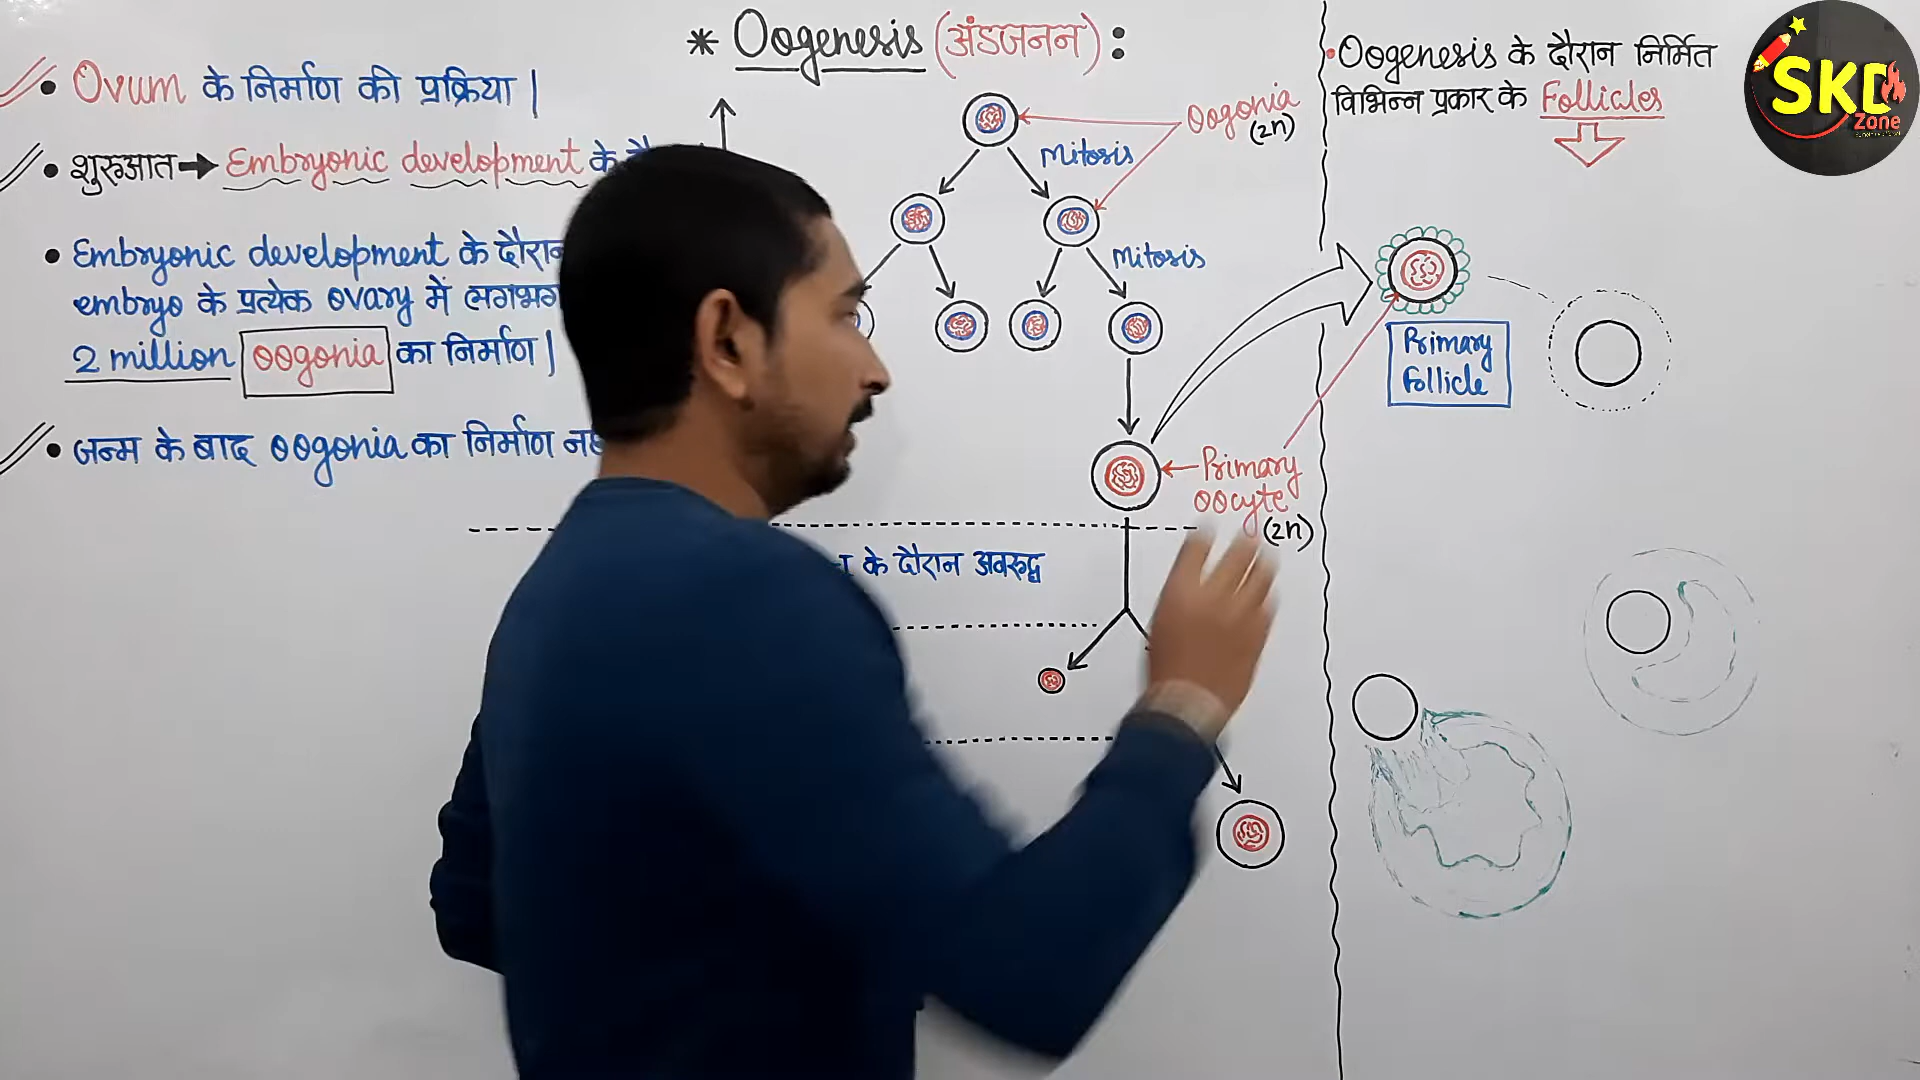 * Oogenesis (अंडजनन) :
• Ovum के निर्माण की प्रक्रिया |
• शुरुआत → Embryonic development के
• Embryonic development के दौरान
embryo के प्रत्येक ovary में लगभग
2 million oogonia का निर्माण |
• जन्म के बाद oogonia का निर्माण
Oogonia
(2n)
Mitosis
Mitosis
Primary
oocyte
(2n)
के दौरान अवरुद्ध
• Oogenesis के दौरान निर्मित
विभिन्न प्रकार के Follicles
Primary
Follicle
SKD
Zone